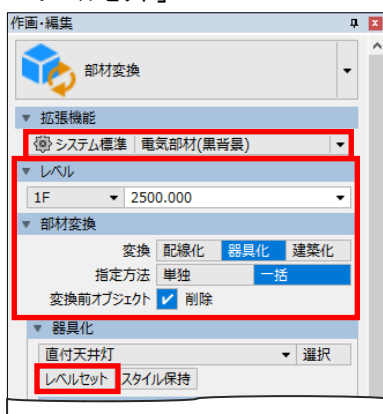 作画・編集
部材変換
拡張機能
システム標準 電気部材(黒背景)
レベル
1F 2500.000
部材変換
変換 配線化 器具化 建築化
指定方法 単独 一括
変換前オブジェクト 削除
器具化
直付天井灯 選択
レベルセット スタイル保持